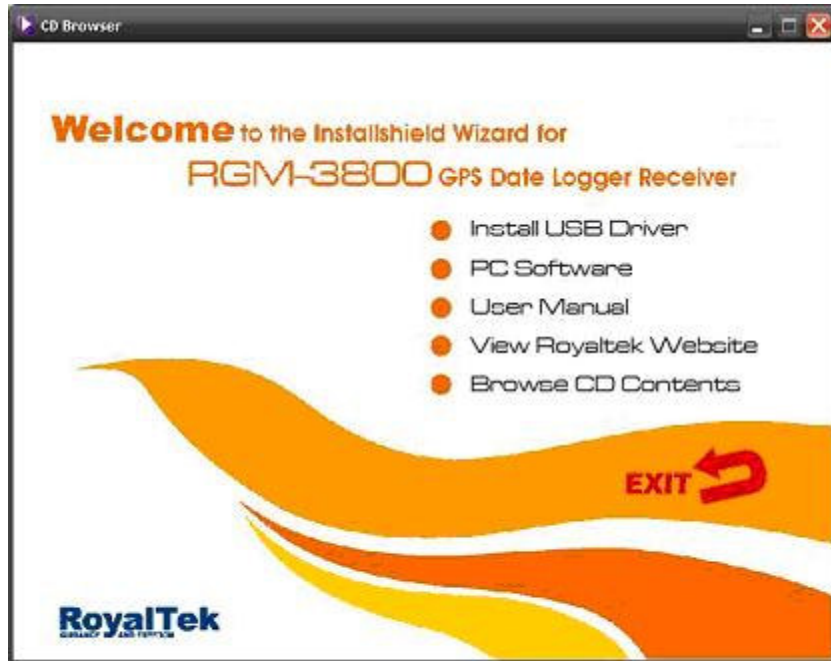 CD Browser
Welcome to the Installshield Wizard for
RGM-3800 GPS Date Logger Receiver
Install USB Driver
PC Software
User Manual
View Royaltek Website
Browse CD Contents
EXIT
RoyalTek